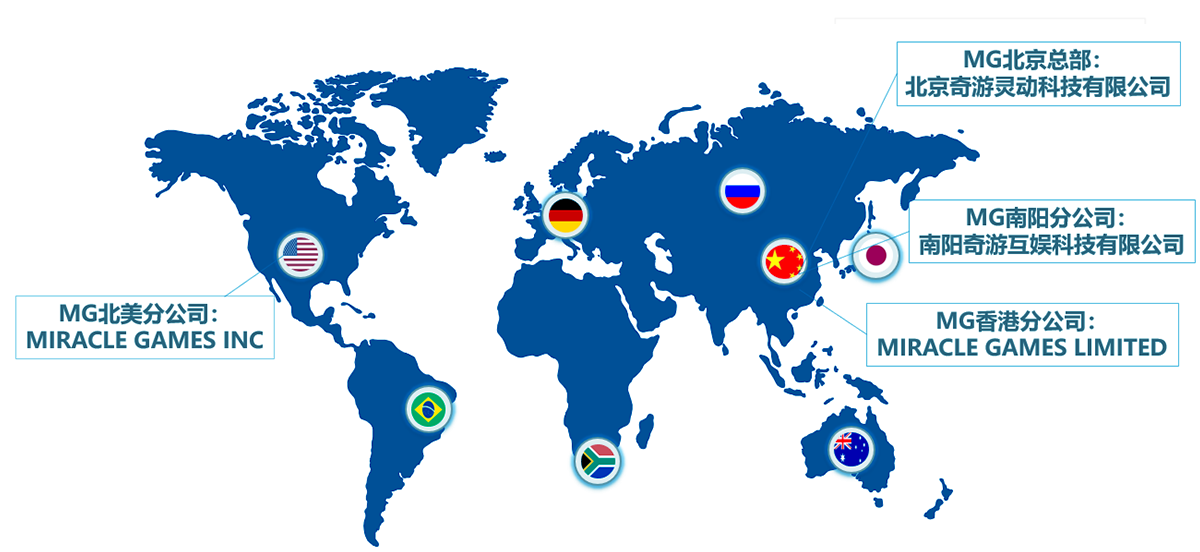 MG北京总部：
北京奇游灵动科技有限公司
MG南阳分公司：
南阳奇游互娱科技有限公司
MG北美分公司：
MIRACLE GAMES INC
MG香港分公司：
MIRACLE GAMES LIMITED